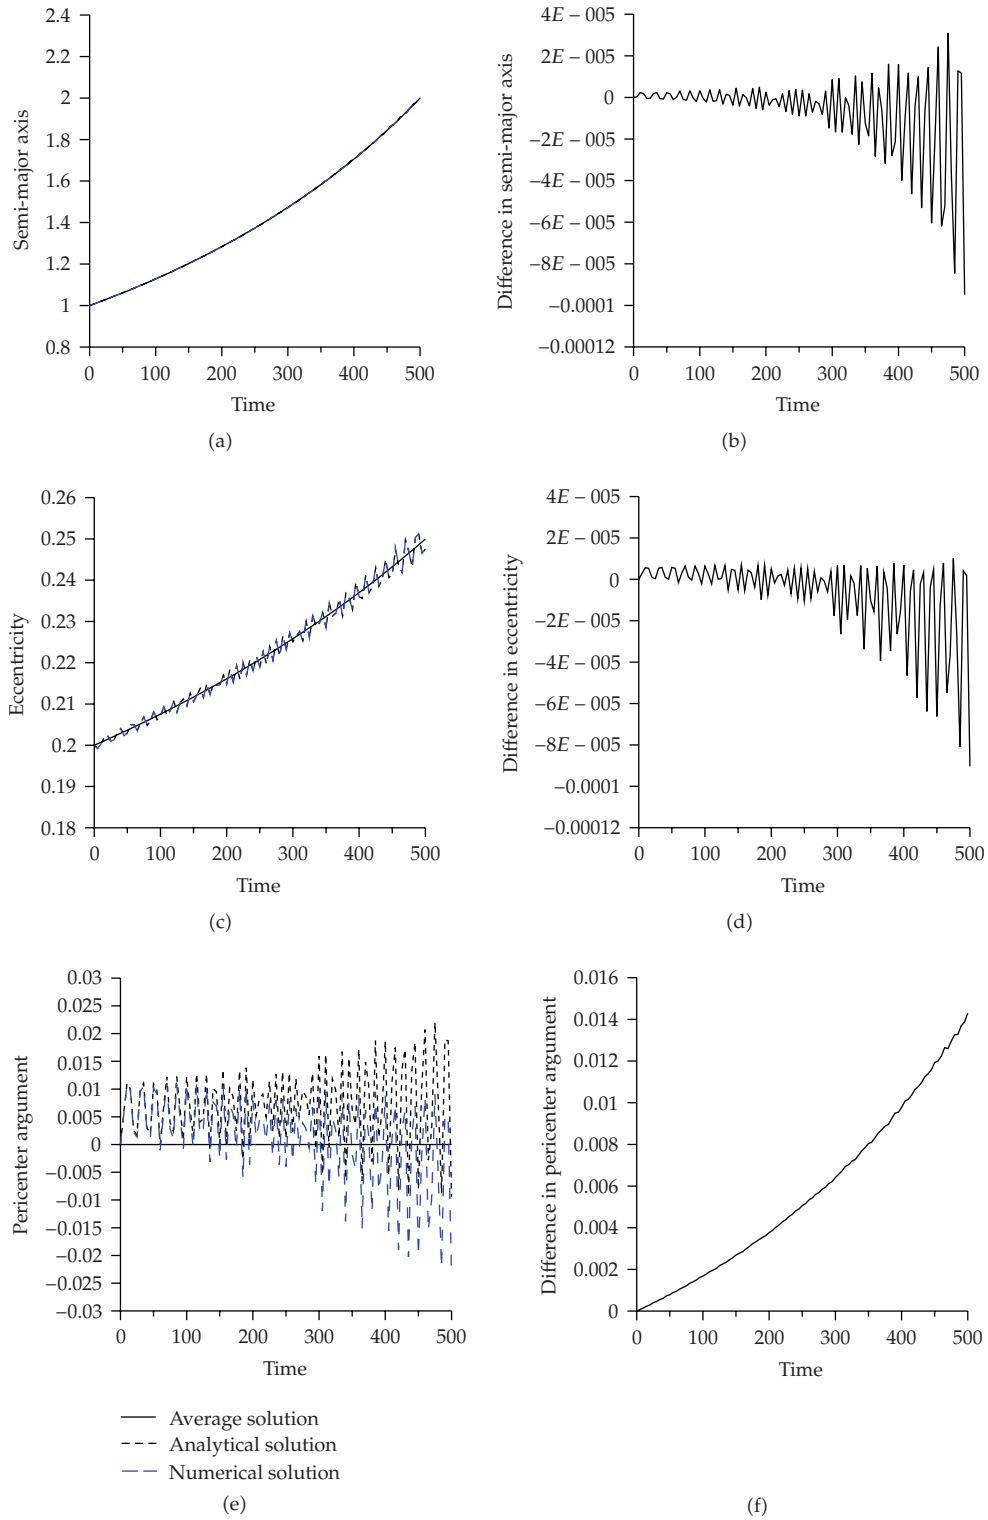 2.4
2.2
2
1.8
1.6
1.4
1.2
1
0.8
Semi-major axis
0 100 200 300 400 500
Time
(a)
4E − 005
2E − 005
0
−2E − 005
−4E − 005
−6E − 005
−8E − 005
−0.0001
−0.00012
Difference in semi-major axis
0 100 200 300 400 500
Time
(b)
0.26
0.25
0.24
0.23
0.22
0.21
0.2
0.19
0.18
Eccentricity
0 100 200 300 400 500
Time
(c)
4E − 005
2E − 005
0
−2E − 005
−4E − 005
−6E − 005
−8E − 005
−0.0001
−0.00012
Difference in eccentricity
0 100 200 300 400 500
Time
(d)
0.03
0.025
0.02
0.015
0.01
0.005
0
−0.005
−0.01
−0.015
−0.02
−0.025
−0.03
Pericenter argument
0 100 200 300 400 500
Time
Average solution
Analytical solution
Numerical solution
(e)
0.016
0.014
0.012
0.01
0.008
0.006
0.004
0.002
0
Difference in pericenter argument
0 100 200 300 400 500
Time
(f)